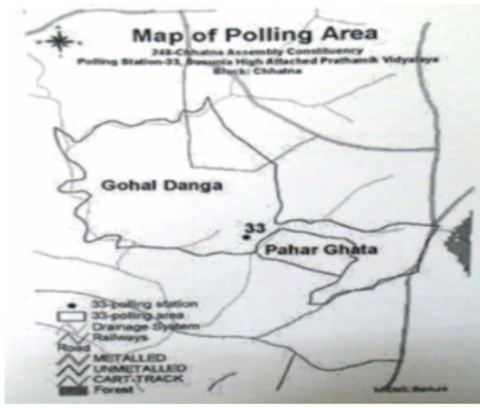 Map of Polling Area
248-Chhatna Assembly Constituency
Polling Station-33, Susunia High Attached Prathamik Vidyalaya
Block: Chhatna
Gohal Danga
33
Pahar Ghata
33-polling station
33-polling area
Drainage System
Railways
Road
METALLED
UNMETALLED
CART-TRACK
Forest